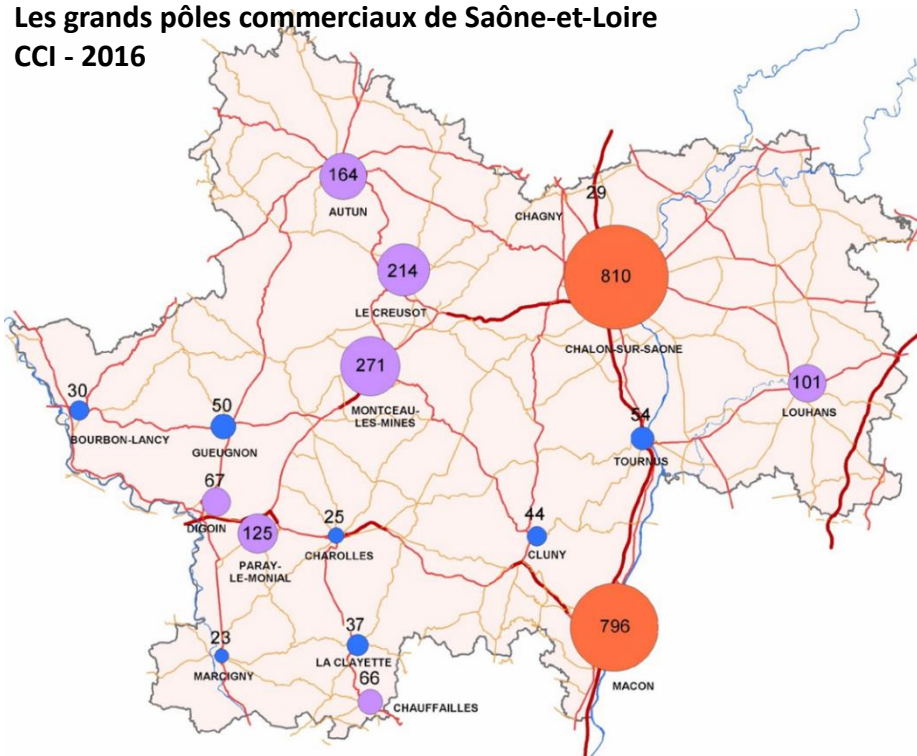 Les grands pôles commerciaux de Saône-et-Loire
CCI - 2016
164
AUTUN
29
CHAGNY
214
LE CREUSOT
810
CHALON-SUR-SAONE
271
MONTCEAU-
LES-MINES
101
LOUHANS
30
BOURBON-LANCY
50
GUEUGNON
54
TOURNUS
67
DIGOIN
125
PARAY-
LE-MONIAL
25
CHAROLLES
44
CLUNY
23
MARCIGNY
37
LA CLAYETTE
66
CHAUFFAILLES
796
MACON